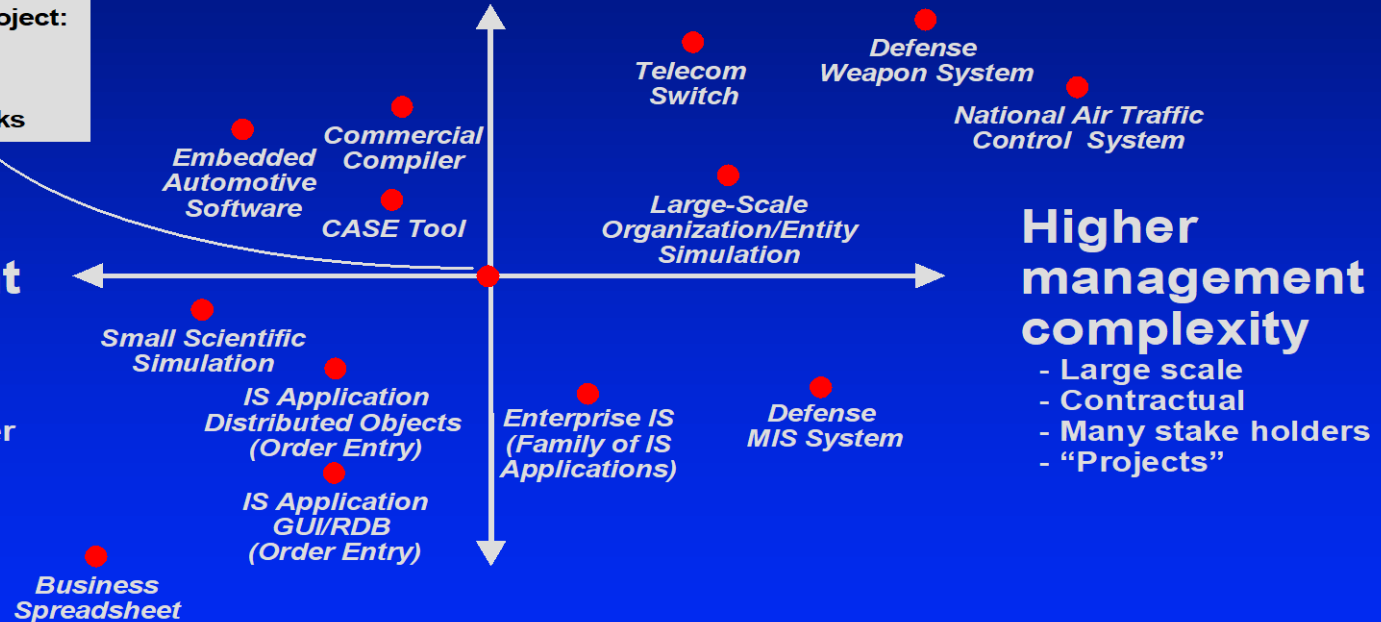 oject:
ks
Telecom
Switch
Defense
Weapon System
National Air Traffic
Control System
Commercial
Compiler
Embedded
Automotive
Software
CASE Tool
Large-Scale
Organization/Entity
Simulation
Higher
management
complexity
- Large scale
- Contractual
- Many stake holders
- “Projects”
t
Small Scientific
Simulation
IS Application
Distributed Objects
(Order Entry)
er
Enterprise IS
(Family of IS
Applications)
Defense
MIS System
IS Application
GUI/RDB
(Order Entry)
Business
Spreadsheet